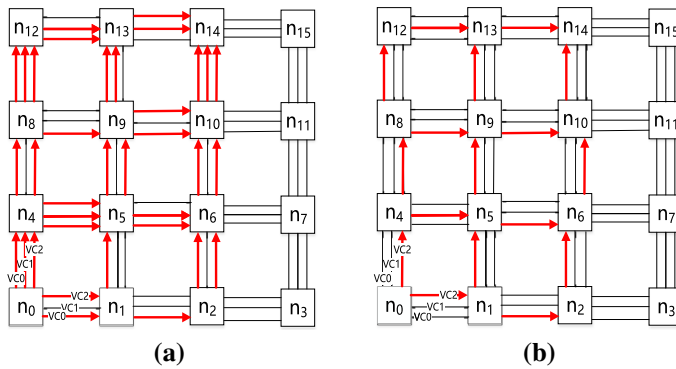 n12 n13 n14 n15
n8 n9 n10 n11
n4 n5 n6 n7
VC2
VC1
VC0
n0 VC2 n1 n2 n3
VC1
VC0
(a)
n12 n13 n14 n15
n8 n9 n10 n11
n4 n5 n6 n7
VC2
VC1
VC0
n0 VC2 n1 n2 n3
VC1
VC0
(b)